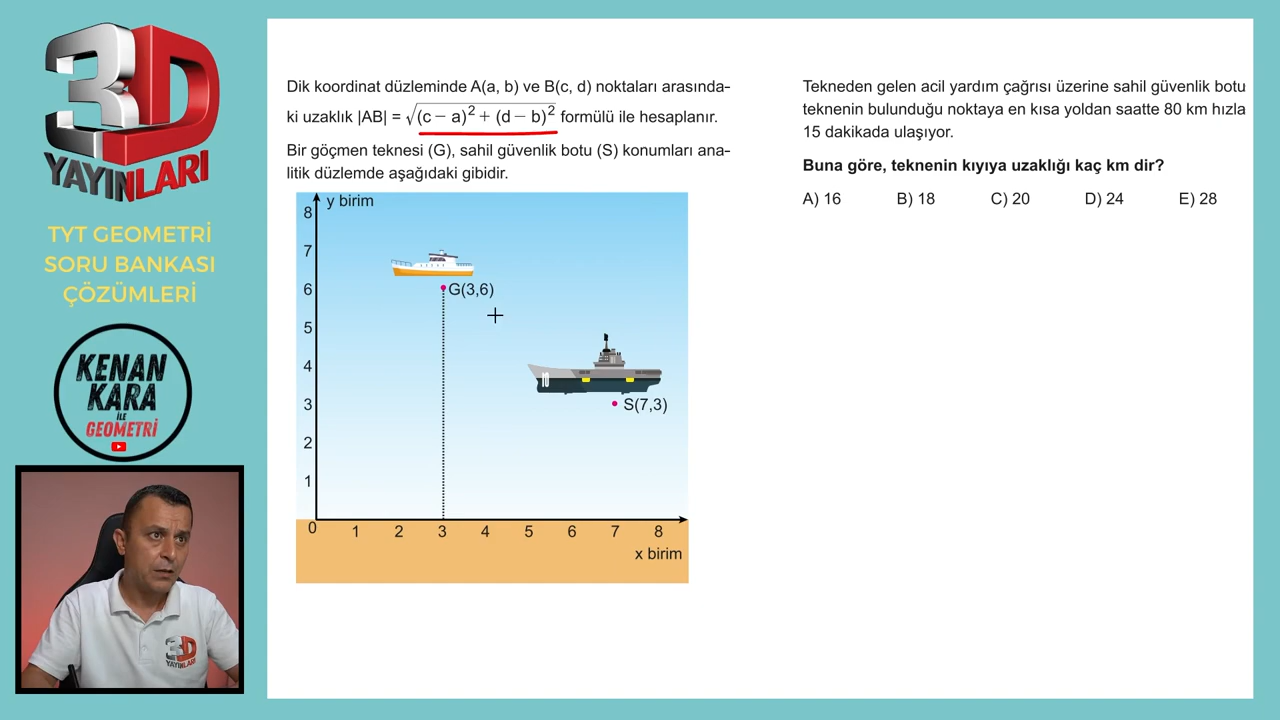 3D
YAYINLARI
TYT GEOMETRİ
SORU BANKASI
ÇÖZÜMLERİ
KENAN
KARA
İLE
GEOMETRİ
3D
YAYINLARI
Dik koordinat düzleminde A(a, b) ve B(c, d) noktaları arasında-
ki uzaklık |AB| = √(c – a)² + (d – b)² formülü ile hesaplanır.
Bir göçmen teknesi (G), sahil güvenlik botu (S) konumları ana-
litik düzlemde aşağıdaki gibidir.
y birim
8
7
6
5
4
3
2
1
0
1 2 3 4 5 6 7 8
x birim
G(3,6)
10
S(7,3)
Tekneden gelen acil yardım çağrısı üzerine sahil güvenlik botu
teknenin bulunduğu noktaya en kısa yoldan saatte 80 km hızla
15 dakikada ulaşıyor.
Buna göre, teknenin kıyıya uzaklığı kaç km dir?
A) 16 B) 18 C) 20 D) 24 E) 28